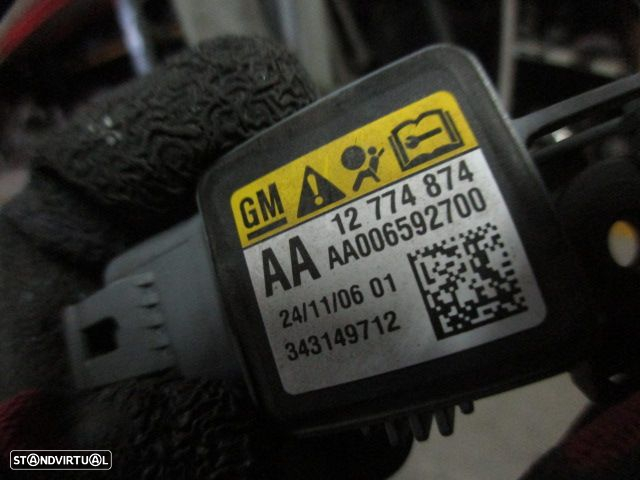 GM
12 774 874
AA AA006592700
24/11/06 01
343149712
STANDVIRTUAL